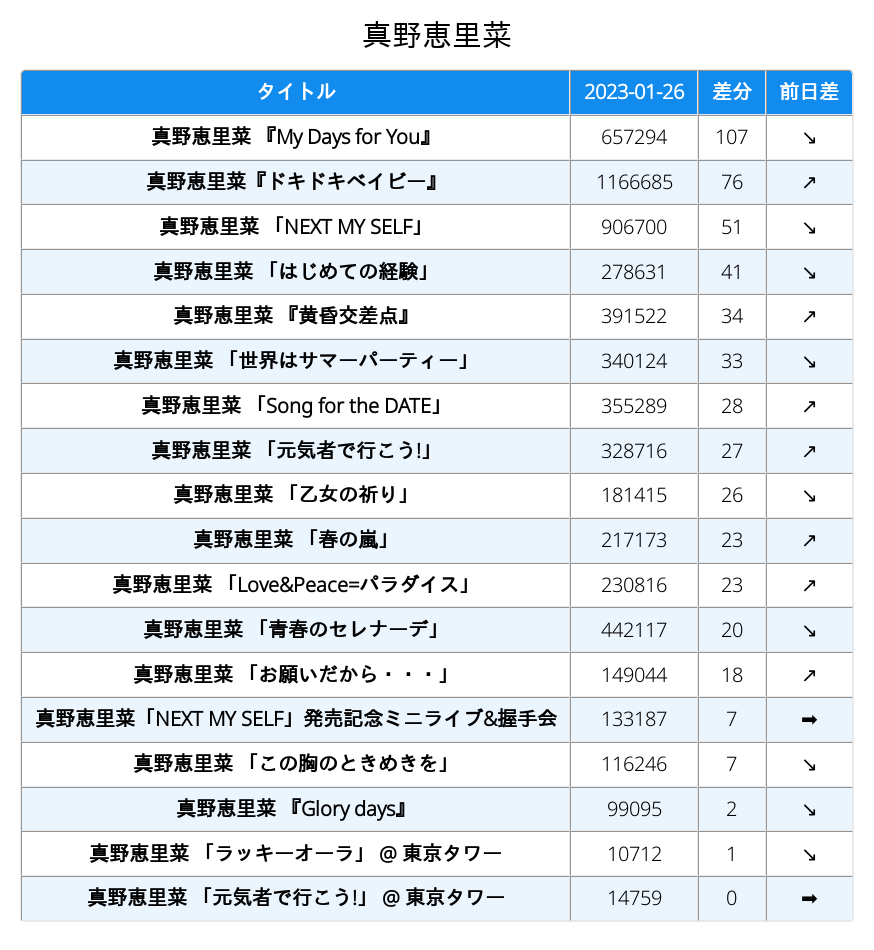 真野恵里菜
タイトル 2023-01-26 差分 前日差
真野恵里菜 『My Days for You』 657294 107 ↘
真野恵里菜『ドキドキベイビー』 1166685 76 ↗
真野恵里菜 「NEXT MY SELF」 906700 51 ↘
真野恵里菜 「はじめての経験」 278631 41 ↘
真野恵里菜 『黄昏交差点』 391522 34 ↗
真野恵里菜 「世界はサマーパーティー」 340124 33 ↘
真野恵里菜 「Song for the DATE」 355289 28 ↗
真野恵里菜 「元気者で行こう!」 328716 27 ↗
真野恵里菜 「乙女の祈り」 181415 26 ↘
真野恵里菜 「春の嵐」 217173 23 ↗
真野恵里菜 「Love&Peace=パラダイス」 230816 23 ↗
真野恵里菜 「青春のセレナーデ」 442117 20 ↘
真野恵里菜 「お願いだから・・・」 149044 18 ↗
真野恵里菜「NEXT MY SELF」発売記念ミニライブ&握手会 133187 7 ➡
真野恵里菜 「この胸のときめきを」 116246 7 ↘
真野恵里菜 『Glory days』 99095 2 ↘
真野恵里菜 「ラッキーオーラ」 @ 東京タワー 10712 1 ↘
真野恵里菜 「元気者で行こう!」 @ 東京タワー 14759 0 ➡